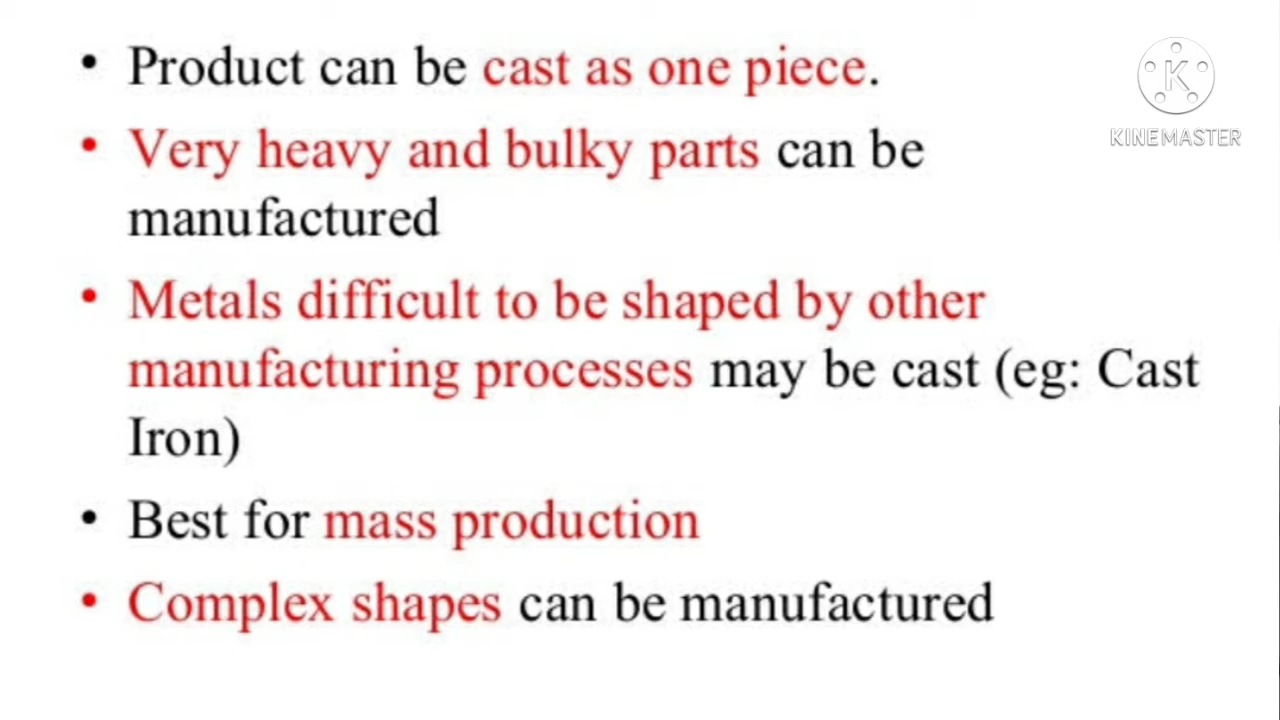 • Product can be cast as one piece.
• Very heavy and bulky parts can be
manufactured
• Metals difficult to be shaped by other
manufacturing processes may be cast (eg: Cast
Iron)
• Best for mass production
• Complex shapes can be manufactured
K
KINEMASTER